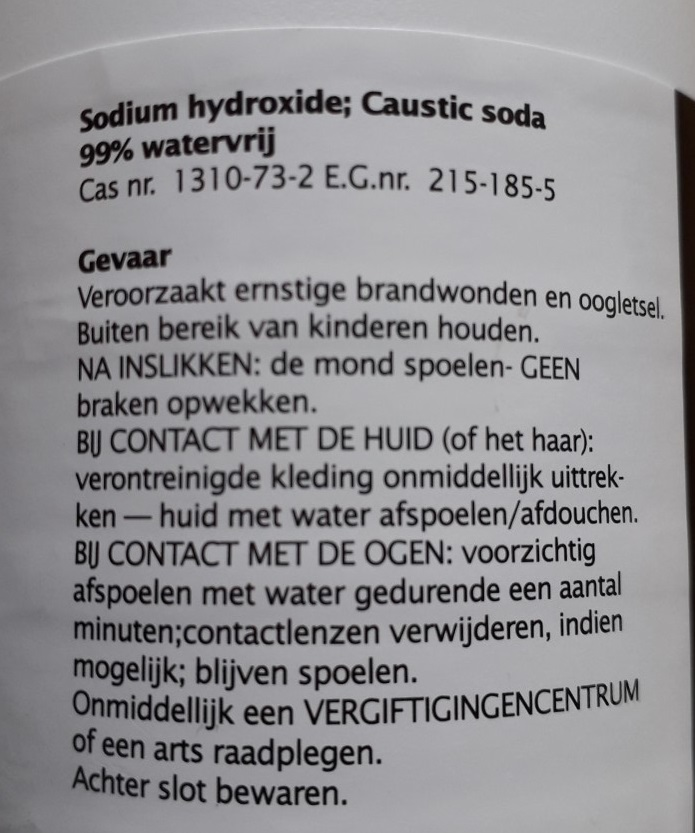 Sodium hydroxide; Caustic soda
99% watervrij
Cas nr. 1310-73-2 E.G.nr. 215-185-5
Gevaar
Veroorzaakt ernstige brandwonden en oogletsel.
Buiten bereik van kinderen houden.
NA INSLIKKEN: de mond spoelen- GEEN
braken opwekken.
BIJ CONTACT MET DE HUID (of het haar):
verontreinigde kleding onmiddellijk uittrek-
ken — huid met water afspoelen/afdouchen.
BIJ CONTACT MET DE OGEN: voorzichtig
afspoelen met water gedurende een aantal
minuten;contactlenzen verwijderen, indien
mogelijk; blijven spoelen.
Onmiddellijk een VERGIFTIGINGENCENTRUM
of een arts raadplegen.
Achter slot bewaren.